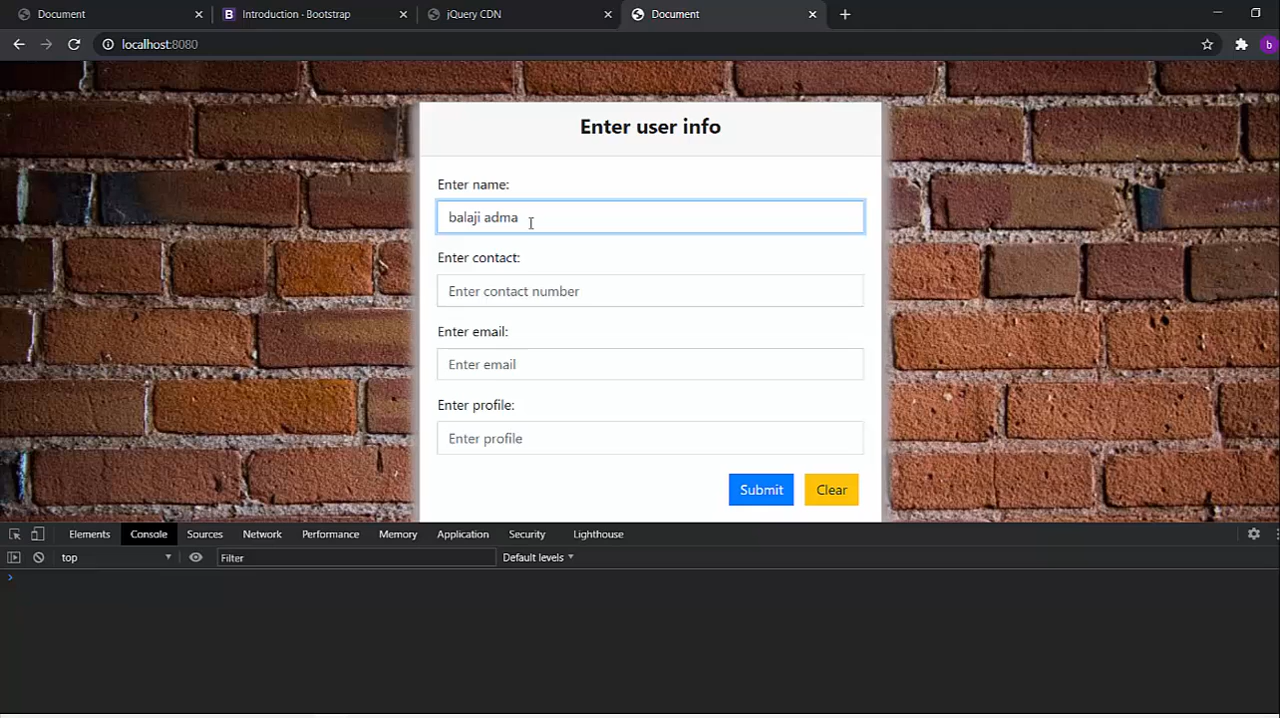 Document
Introduction - Bootstrap
jQuery CDN
Document
localhost:8080
b
Enter user info
Enter name:
balaji adma
Enter contact:
Enter contact number
Enter email:
Enter email
Enter profile:
Enter profile
Submit
Clear
Elements
Console
Sources
Network
Performance
Memory
Application
Security
Lighthouse
top
Filter
Default levels